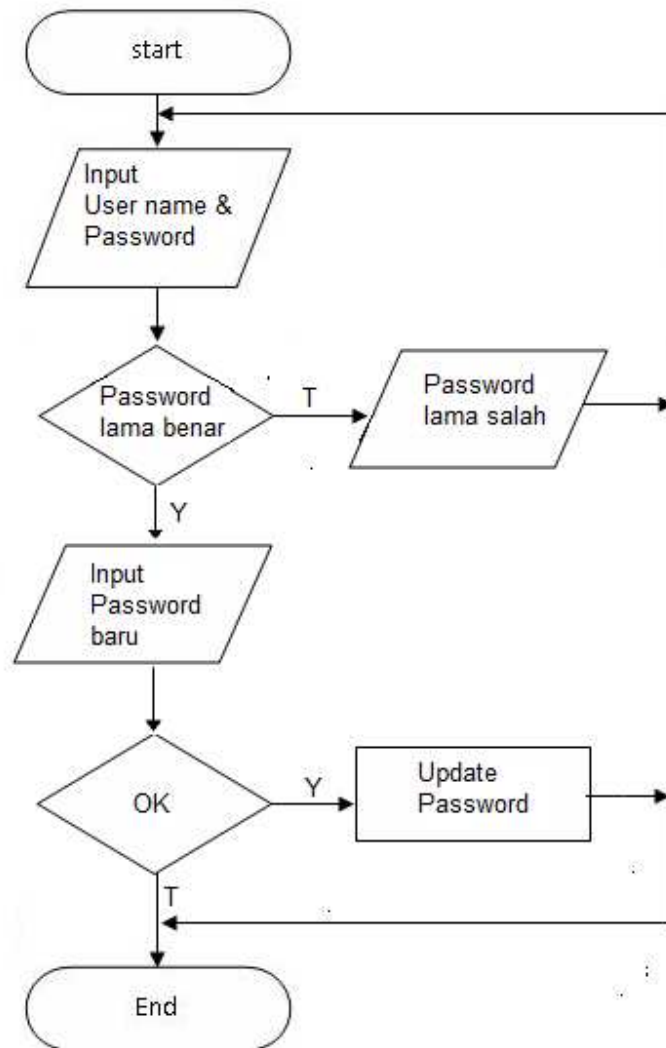 start
Input
User name &
Password
Password
lama benar
T
Password
lama salah
Y
Input
Password
baru
OK
Y
Update
Password
T
End